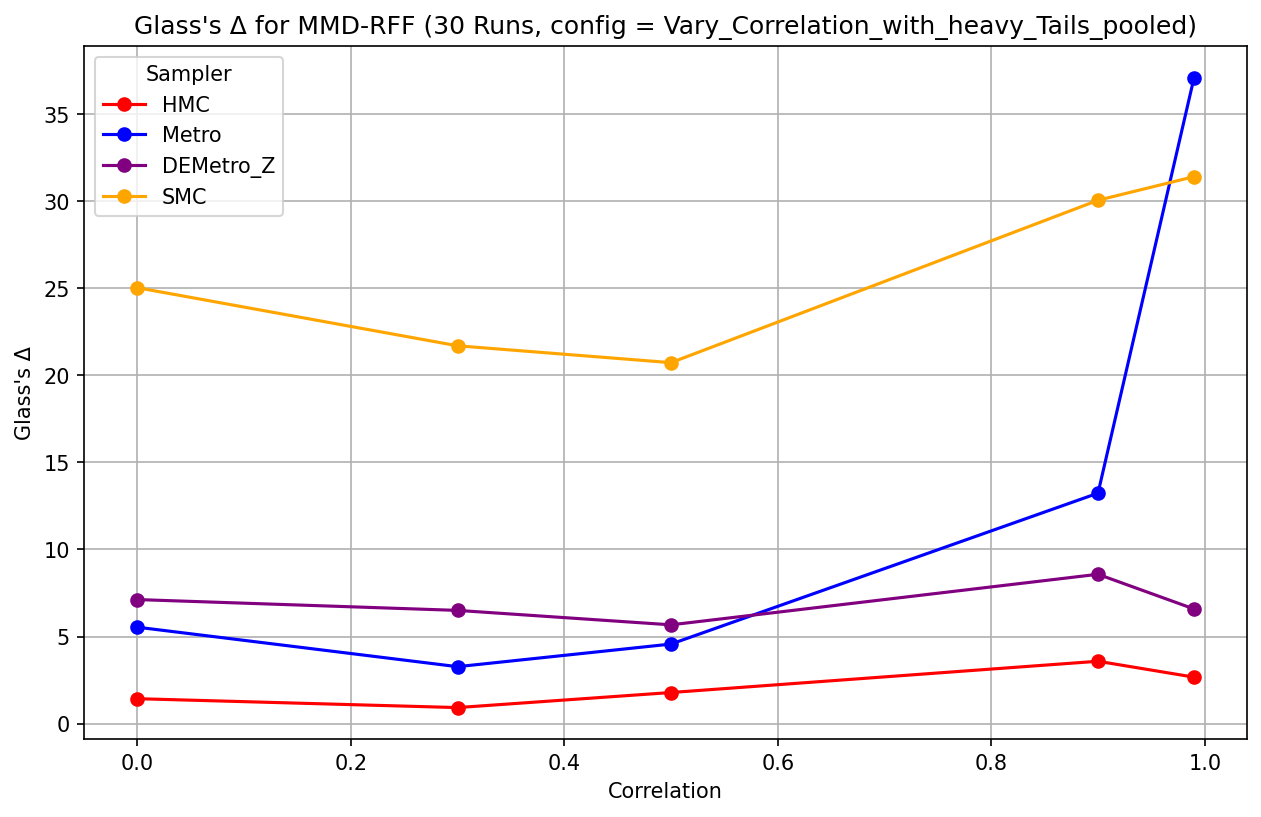 Glass's Δ for MMD-RFF (30 Runs, config = Vary_Correlation_with_heavy_Tails_pooled)
Sampler
HMC
Metro
DEMetro_Z
SMC
Glass's Δ
35
30
25
20
15
10
5
0
0.0 0.2 0.4 0.6 0.8 1.0
Correlation